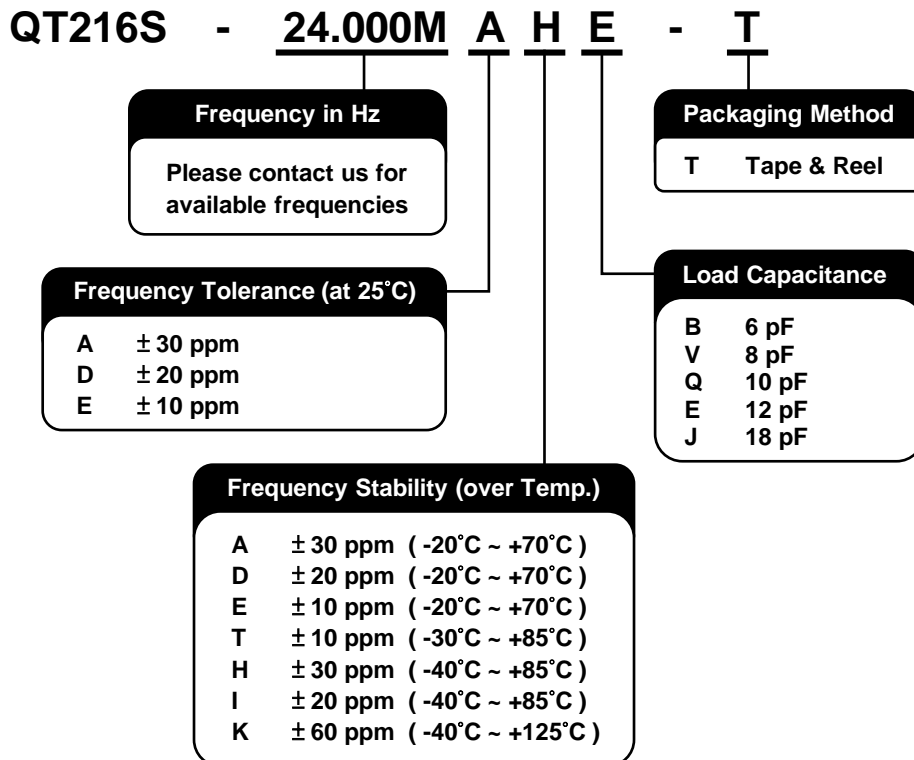 QT216S - 24.000M A H E - T
Frequency in Hz
Please contact us for
available frequencies
Packaging Method
T Tape & Reel
Frequency Tolerance (at 25˚C)
A ± 30 ppm
D ± 20 ppm
E ± 10 ppm
Load Capacitance
B 6 pF
V 8 pF
Q 10 pF
E 12 pF
J 18 pF
Frequency Stability (over Temp.)
A ± 30 ppm ( -20˚C ~ +70˚C )
D ± 20 ppm ( -20˚C ~ +70˚C )
E ± 10 ppm ( -20˚C ~ +70˚C )
T ± 10 ppm ( -30˚C ~ +85˚C )
H ± 30 ppm ( -40˚C ~ +85˚C )
I ± 20 ppm ( -40˚C ~ +85˚C )
K ± 60 ppm ( -40˚C ~ +125˚C )